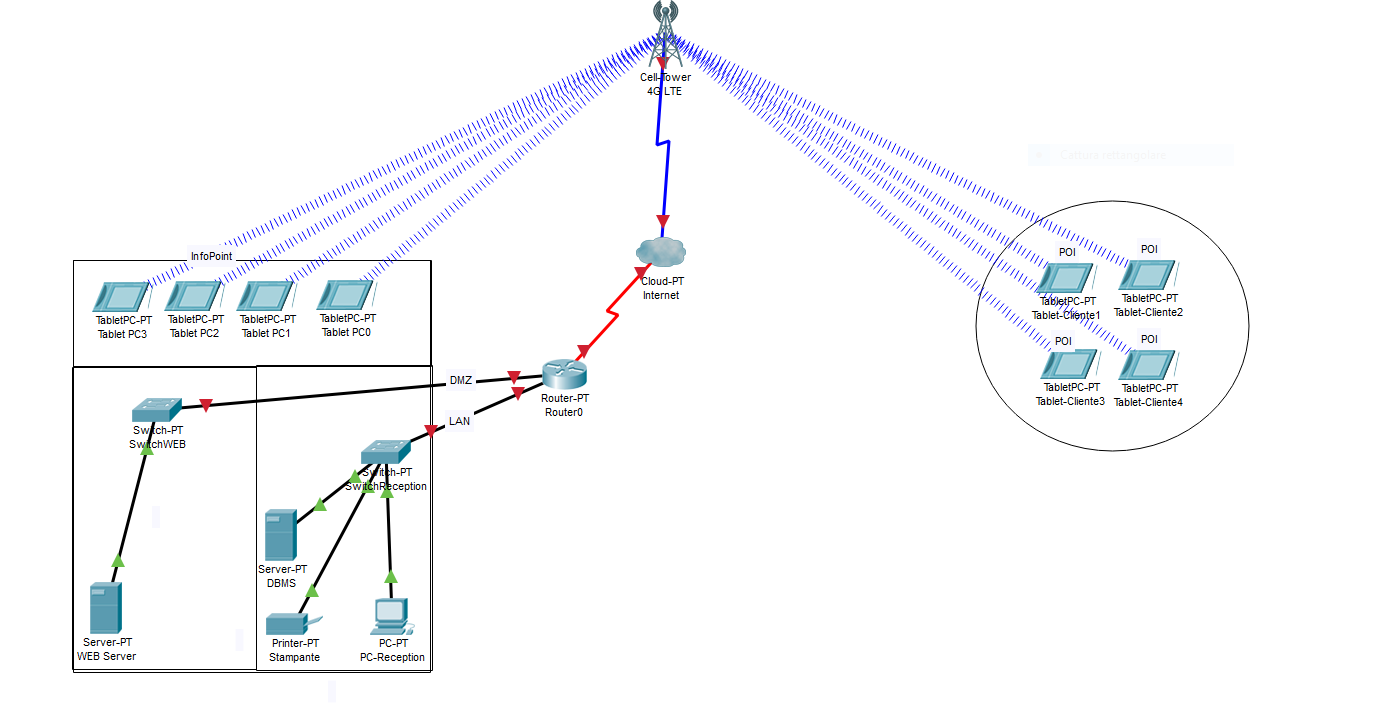 Cell-Tower
4G LTE
Cattura rettangolare
InfoPoint
TabletPC-PT
Tablet PC3
TabletPC-PT
Tablet PC2
TabletPC-PT
Tablet PC1
TabletPC-PT
Tablet PC0
Cloud-PT
Internet
POI
TabletPC-PT
Tablet-Cliente1
POI
TabletPC-PT
Tablet-Cliente2
POI
TabletPC-PT
Tablet-Cliente3
POI
TabletPC-PT
Tablet-Cliente4
DMZ
Router-PT
Router0
LAN
Switch-PT
SwitchWEB
Switch-PT
SwitchReception
Server-PT
DBMS
Server-PT
WEB Server
Printer-PT
Stampante
PC-PT
PC-Reception